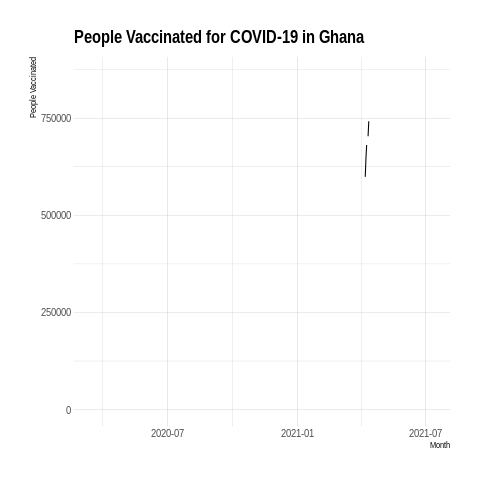 People Vaccinated for COVID-19 in Ghana
People Vaccinated
750000
500000
250000
0
2020-07 2021-01 2021-07
Month